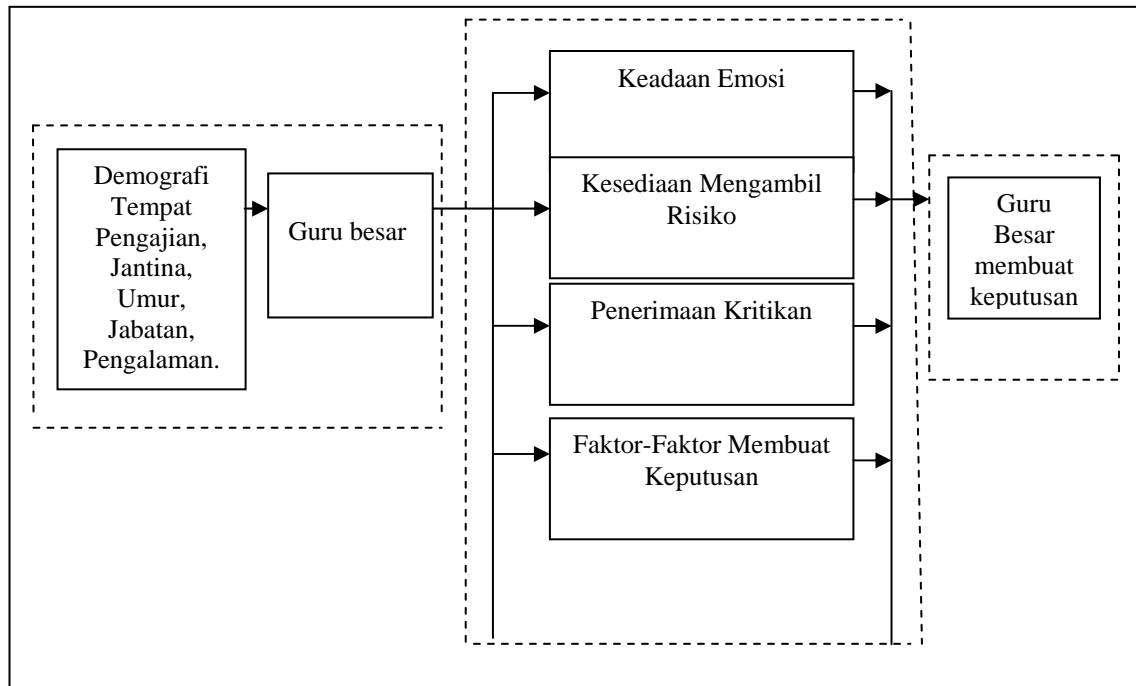 Demografi
Tempat
Pengajian,
Jantina,
Umur,
Jabatan,
Pengalaman.
Guru besar
Keadaan Emosi
Kesediaan Mengambil
Risiko
Penerimaan Kritikan
Faktor-Faktor Membuat
Keputusan
Guru
Besar
membuat
keputusan